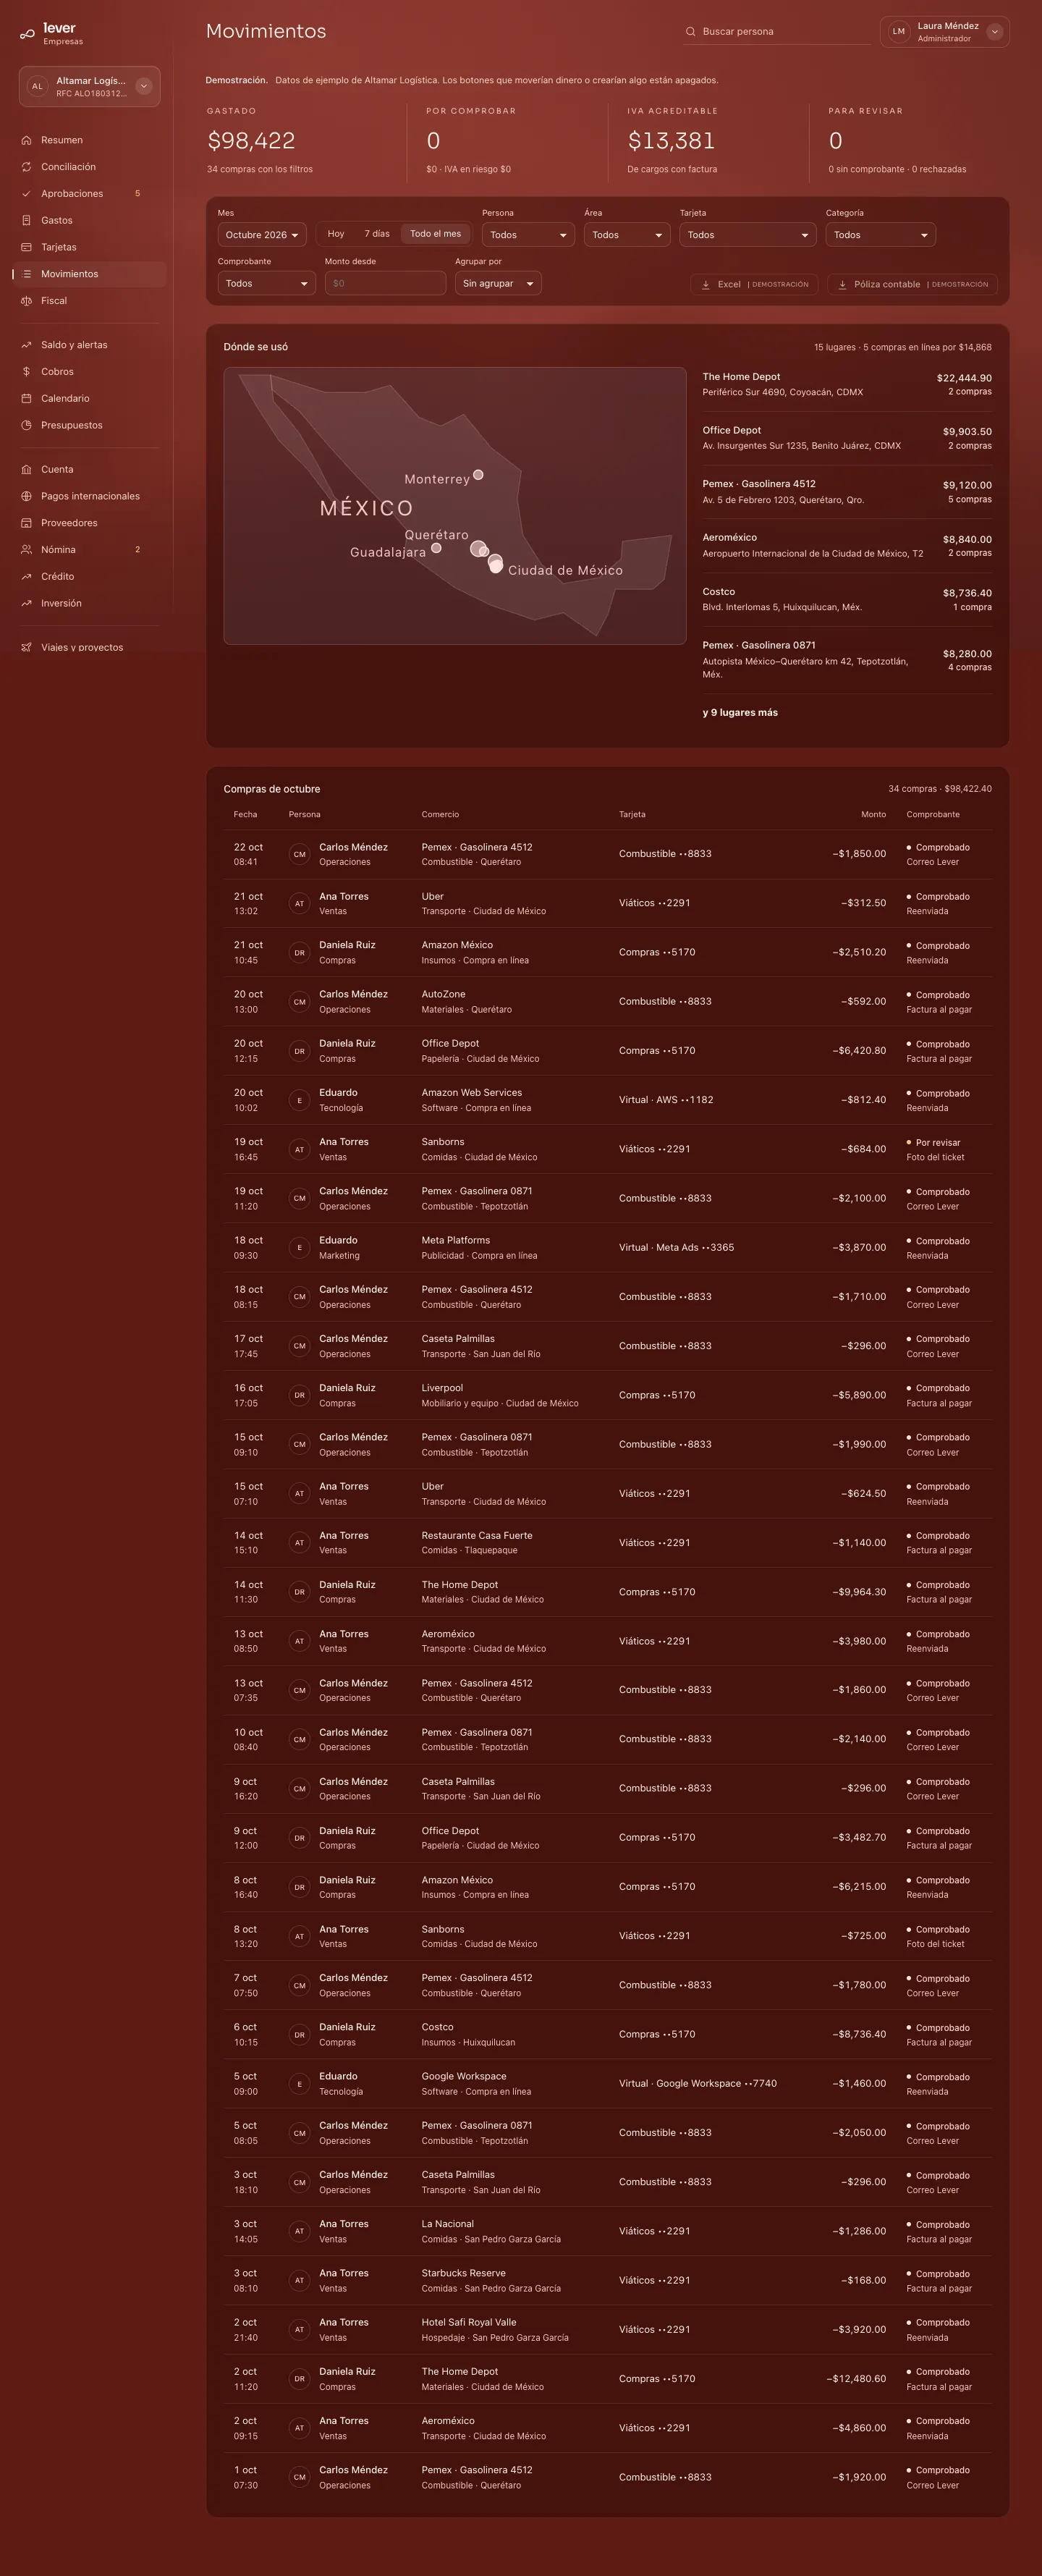 lever
Empresas
AL
Altamar Logís...
RFC ALO180312...
Resumen
Conciliación
Aprobaciones 5
Gastos
Tarjetas
Movimientos
Fiscal
Saldo y alertas
Cobros
Calendario
Presupuestos
Cuenta
Pagos internacionales
Proveedores
Nómina 2
Crédito
Inversión
Viajes y proyectos
Movimientos
Buscar persona
LM
Laura Méndez
Administrador
Demostración. Datos de ejemplo de Altamar Logística. Los botones que moverían dinero o crearían algo están apagados.
GASTADO
$98,422
34 compras con los filtros
POR COMPROBAR
0
$0 · IVA en riesgo $0
IVA ACREDITABLE
$13,381
De cargos con factura
PARA REVISAR
0
0 sin comprobante · 0 rechazadas
Mes
Octubre 2026
Hoy 7 días Todo el mes
Persona
Todos
Área
Todos
Tarjeta
Todos
Categoría
Todos
Comprobante
Todos
Monto desde
$0
Agrupar por
Sin agrupar
Excel | DEMOSTRACIÓN
Póliza contable | DEMOSTRACIÓN
Dónde se usó
15 lugares · 5 compras en línea por $14,868
Monterrey
MÉXICO
Querétaro
Guadalajara
Ciudad de México
The Home Depot $22,444.90
Periférico Sur 4690, Coyoacán, CDMX 2 compras
Office Depot $9,903.50
Av. Insurgentes Sur 1235, Benito Juárez, CDMX 2 compras
Pemex · Gasolinera 4512 $9,120.00
Av. 5 de Febrero 1203, Querétaro, Qro. 5 compras
Aeroméxico $8,840.00
Aeropuerto Internacional de la Ciudad de México, T2 2 compras
Costco $8,736.40
Blvd. Interlomas 5, Huixquilucan, Méx. 1 compra
Pemex · Gasolinera 0871 $8,280.00
Autopista México–Querétaro km 42, Tepotzotlán, Méx. 4 compras
y 9 lugares más
Compras de octubre 34 compras · $98,422.40
Fecha Persona Comercio Tarjeta Monto Comprobante
22 oct CM Carlos Méndez Pemex · Gasolinera 4512 Combustible ••8833 −$1,850.00 Comprobado
08:41 Operaciones Combustible · Querétaro Correo Lever
21 oct AT Ana Torres Uber Viáticos ••2291 −$312.50 Comprobado
13:02 Ventas Transporte · Ciudad de México Reenviada
21 oct DR Daniela Ruiz Amazon México Compras ••5170 −$2,510.20 Comprobado
10:45 Compras Insumos · Compra en línea Reenviada
20 oct CM Carlos Méndez AutoZone Combustible ••8833 −$592.00 Comprobado
13:00 Operaciones Materiales · Querétaro Factura al pagar
20 oct DR Daniela Ruiz Office Depot Compras ••5170 −$6,420.80 Comprobado
12:15 Compras Papelería · Ciudad de México Factura al pagar
20 oct E Eduardo Amazon Web Services Virtual · AWS ••1182 −$812.40 Comprobado
10:02 Tecnología Software · Compra en línea Reenviada
19 oct AT Ana Torres Sanborns Viáticos ••2291 −$684.00 Por revisar
16:45 Ventas Comidas · Ciudad de México Foto del ticket
19 oct CM Carlos Méndez Pemex · Gasolinera 0871 Combustible ••8833 −$2,100.00 Comprobado
11:20 Operaciones Combustible · Tepotzotlán Correo Lever
18 oct E Eduardo Meta Platforms Virtual · Meta Ads ••3365 −$3,870.00 Comprobado
09:30 Marketing Publicidad · Compra en línea Reenviada
18 oct CM Carlos Méndez Pemex · Gasolinera 4512 Combustible ••8833 −$1,710.00 Comprobado
08:15 Operaciones Combustible · Querétaro Correo Lever
17 oct CM Carlos Méndez Caseta Palmillas Combustible ••8833 −$296.00 Comprobado
17:45 Operaciones Transporte · San Juan del Río Correo Lever
16 oct DR Daniela Ruiz Liverpool Compras ••5170 −$5,890.00 Comprobado
17:05 Compras Mobiliario y equipo · Ciudad de México Factura al pagar
15 oct CM Carlos Méndez Pemex · Gasolinera 0871 Combustible ••8833 −$1,990.00 Comprobado
09:10 Operaciones Combustible · Tepotzotlán Correo Lever
15 oct AT Ana Torres Uber Viáticos ••2291 −$624.50 Comprobado
07:10 Ventas Transporte · Ciudad de México Reenviada
14 oct AT Ana Torres Restaurante Casa Fuerte Viáticos ••2291 −$1,140.00 Comprobado
15:10 Ventas Comidas · Tlaquepaque Factura al pagar
14 oct DR Daniela Ruiz The Home Depot Compras ••5170 −$9,964.30 Comprobado
11:30 Compras Materiales · Ciudad de México Factura al pagar
13 oct AT Ana Torres Aeroméxico Viáticos ••2291 −$3,980.00 Comprobado
08:50 Ventas Transporte · Ciudad de México Reenviada
13 oct CM Carlos Méndez Pemex · Gasolinera 4512 Combustible ••8833 −$1,860.00 Comprobado
07:35 Operaciones Combustible · Querétaro Correo Lever
10 oct CM Carlos Méndez Pemex · Gasolinera 0871 Combustible ••8833 −$2,140.00 Comprobado
08:40 Operaciones Combustible · Tepotzotlán Correo Lever
9 oct CM Carlos Méndez Caseta Palmillas Combustible ••8833 −$296.00 Comprobado
16:20 Operaciones Transporte · San Juan del Río Correo Lever
9 oct DR Daniela Ruiz Office Depot Compras ••5170 −$3,482.70 Comprobado
12:00 Compras Papelería · Ciudad de México Factura al pagar
8 oct DR Daniela Ruiz Amazon México Compras ••5170 −$6,215.00 Comprobado
16:40 Compras Insumos · Compra en línea Reenviada
8 oct AT Ana Torres Sanborns Viáticos ••2291 −$725.00 Comprobado
13:20 Ventas Comidas · Ciudad de México Foto del ticket
7 oct CM Carlos Méndez Pemex · Gasolinera 4512 Combustible ••8833 −$1,780.00 Comprobado
07:50 Operaciones Combustible · Querétaro Correo Lever
6 oct DR Daniela Ruiz Costco Compras ••5170 −$8,736.40 Comprobado
10:15 Compras Insumos · Huixquilucan Factura al pagar
5 oct E Eduardo Google Workspace Virtual · Google Workspace ••7740 −$1,460.00 Comprobado
09:00 Tecnología Software · Compra en línea Reenviada
5 oct CM Carlos Méndez Pemex · Gasolinera 0871 Combustible ••8833 −$2,050.00 Comprobado
08:05 Operaciones Combustible · Tepotzotlán Correo Lever
3 oct CM Carlos Méndez Caseta Palmillas Combustible ••8833 −$296.00 Comprobado
18:10 Operaciones Transporte · San Juan del Río Correo Lever
3 oct AT Ana Torres La Nacional Viáticos ••2291 −$1,286.00 Comprobado
14:05 Ventas Comidas · San Pedro Garza García Factura al pagar
3 oct AT Ana Torres Starbucks Reserve Viáticos ••2291 −$168.00 Comprobado
08:10 Ventas Comidas · San Pedro Garza García Factura al pagar
2 oct AT Ana Torres Hotel Safi Royal Valle Viáticos ••2291 −$3,920.00 Comprobado
21:40 Ventas Hospedaje · San Pedro Garza García Reenviada
2 oct DR Daniela Ruiz The Home Depot Compras ••5170 −$12,480.60 Comprobado
11:20 Compras Materiales · Ciudad de México Factura al pagar
2 oct AT Ana Torres Aeroméxico Viáticos ••2291 −$4,860.00 Comprobado
09:15 Ventas Transporte · Ciudad de México Reenviada
1 oct CM Carlos Méndez Pemex · Gasolinera 4512 Combustible ••8833 −$1,920.00 Comprobado
07:30 Operaciones Combustible · Querétaro Correo Lever